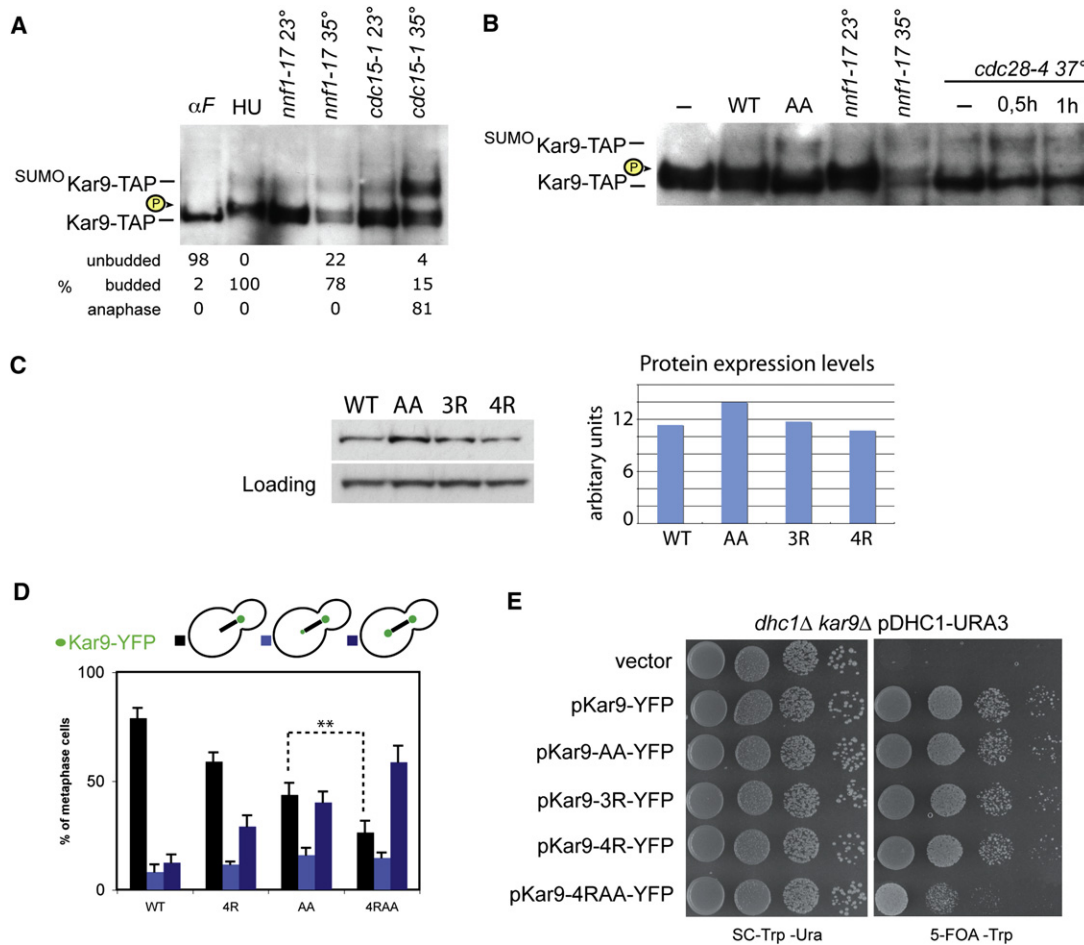 A
αF HU nnf1-17 23° nnf1-17 35° cdc15-1 23° cdc15-1 35°
SUMO Kar9-TAP
P
Kar9-TAP
unbudded 98 0 22 4
% budded 2 100 78 15
anaphase 0 0 0 81
B
– WT AA nnf1-17 23° nnf1-17 35° cdc28-4 37°
– 0,5h 1h
SUMO Kar9-TAP
P
Kar9-TAP
C
WT AA 3R 4R
Loading
Protein expression levels
arbitary units
12
6
0
WT AA 3R 4R
D
Kar9-YFP
% of metaphase cells
100
50
0
**
WT 4R AA 4RAA
E
dhc1Δ kar9Δ pDHC1-URA3
vector
pKar9-YFP
pKar9-AA-YFP
pKar9-3R-YFP
pKar9-4R-YFP
pKar9-4RAA-YFP
SC-Trp -Ura 5-FOA -Trp